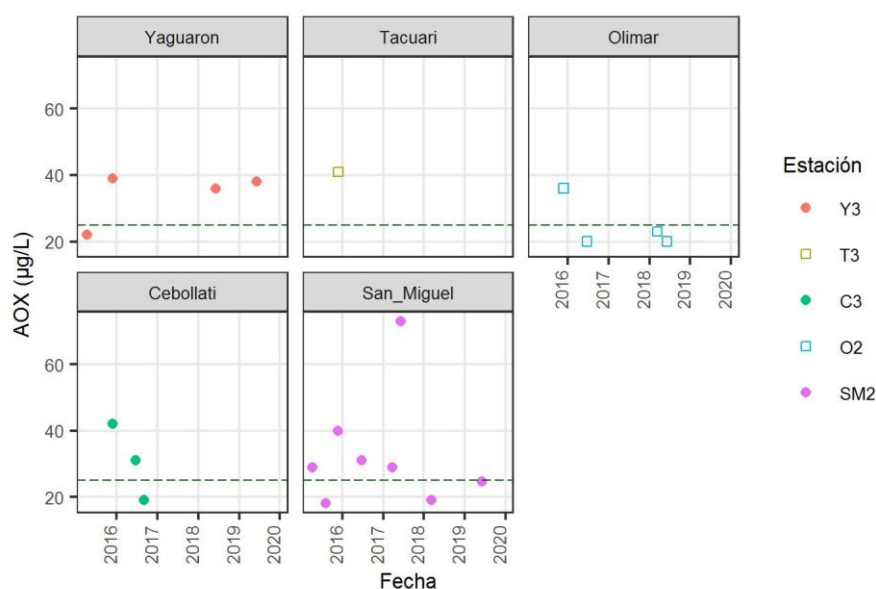 Yaguaron
Tacuari
Olimar
60
40
20
2016
2017
2018
2019
2020
Cebollati
San_Miguel
60
40
20
2016
2017
2018
2019
2020
2016
2017
2018
2019
2020
AOX (µg/L)
Fecha
Estación
Y3
T3
C3
O2
SM2